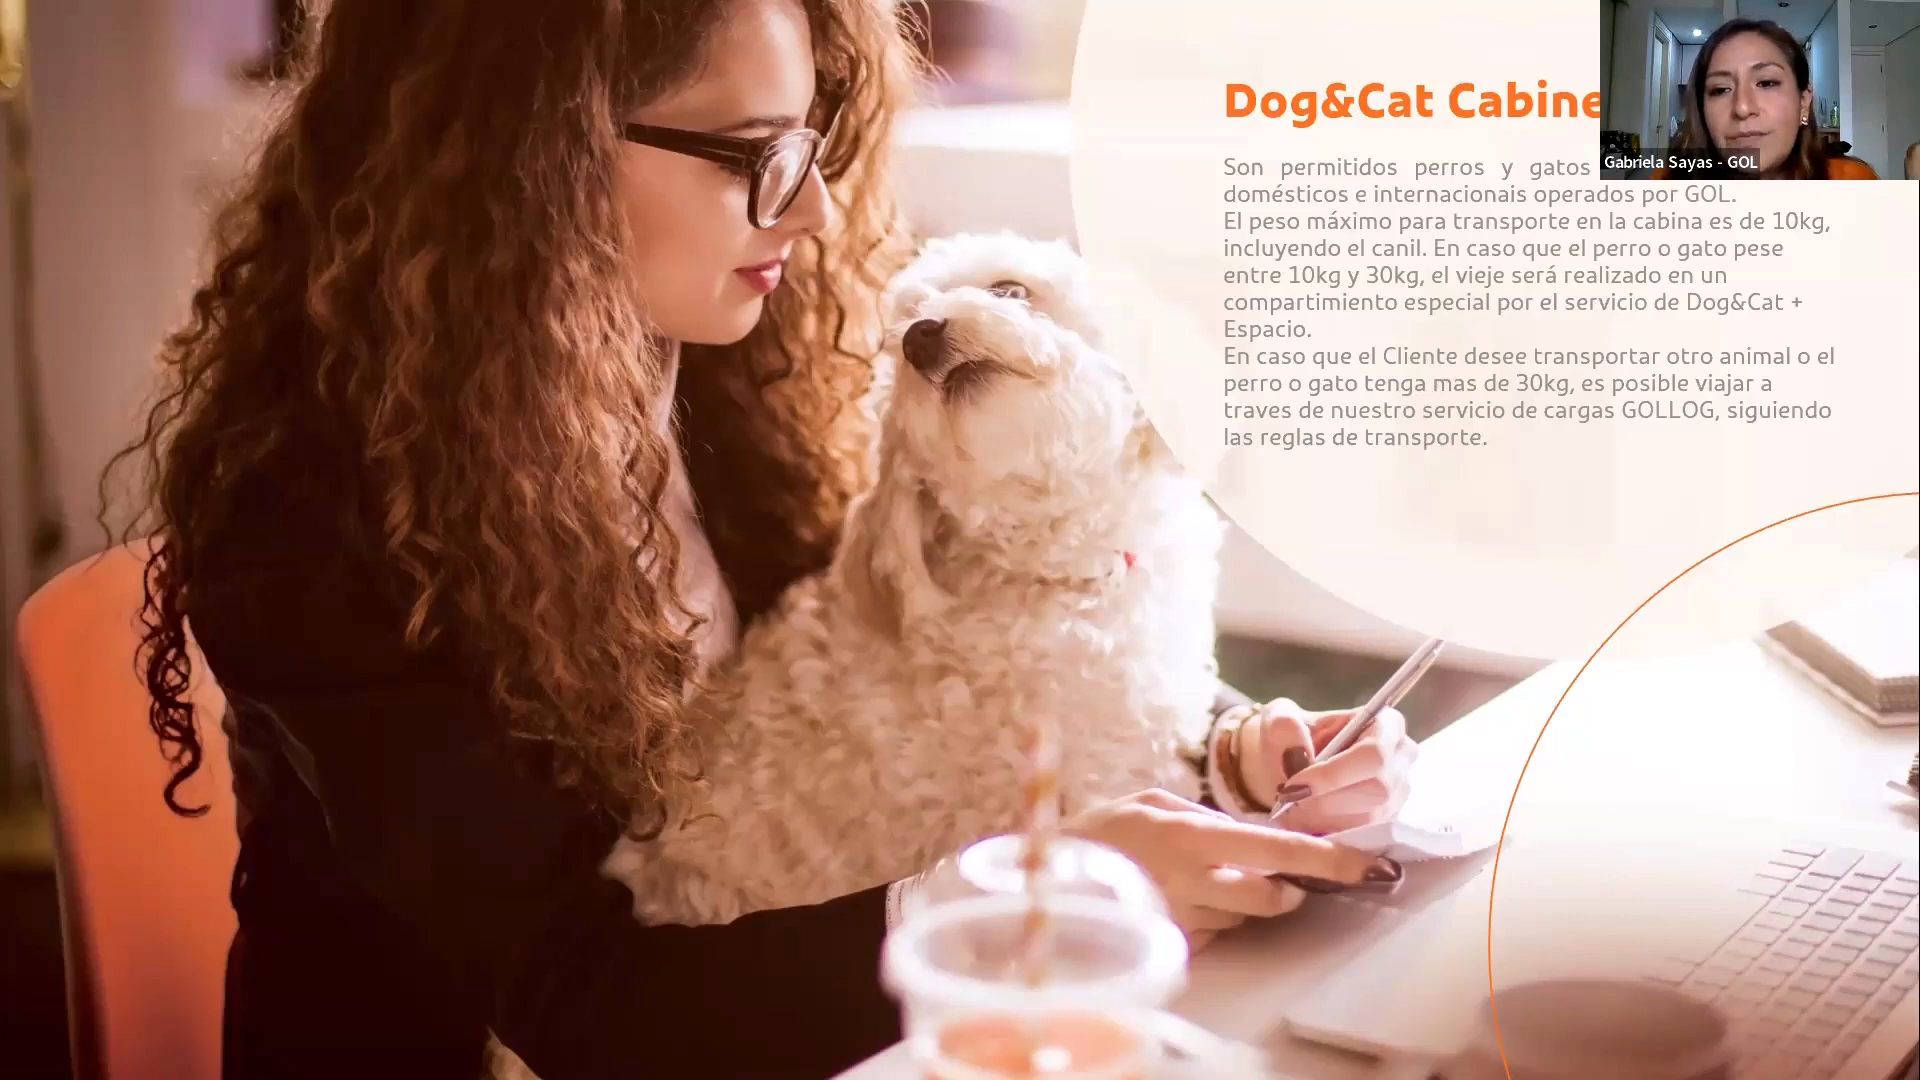 Dog&Cat Cabine
Gabriela Sayas - GOL
Son permitidos perros y gatos
domésticos e internacionais operados por GOL.
El peso máximo para transporte en la cabina es de 10kg,
incluyendo el canil. En caso que el perro o gato pese
entre 10kg y 30kg, el vieje será realizado en un
compartimiento especial por el servicio de Dog&Cat +
Espacio.
En caso que el Cliente desee transportar otro animal o el
perro o gato tenga mas de 30kg, es posible viajar a
traves de nuestro servicio de cargas GOLLOG, siguiendo
las reglas de transporte.